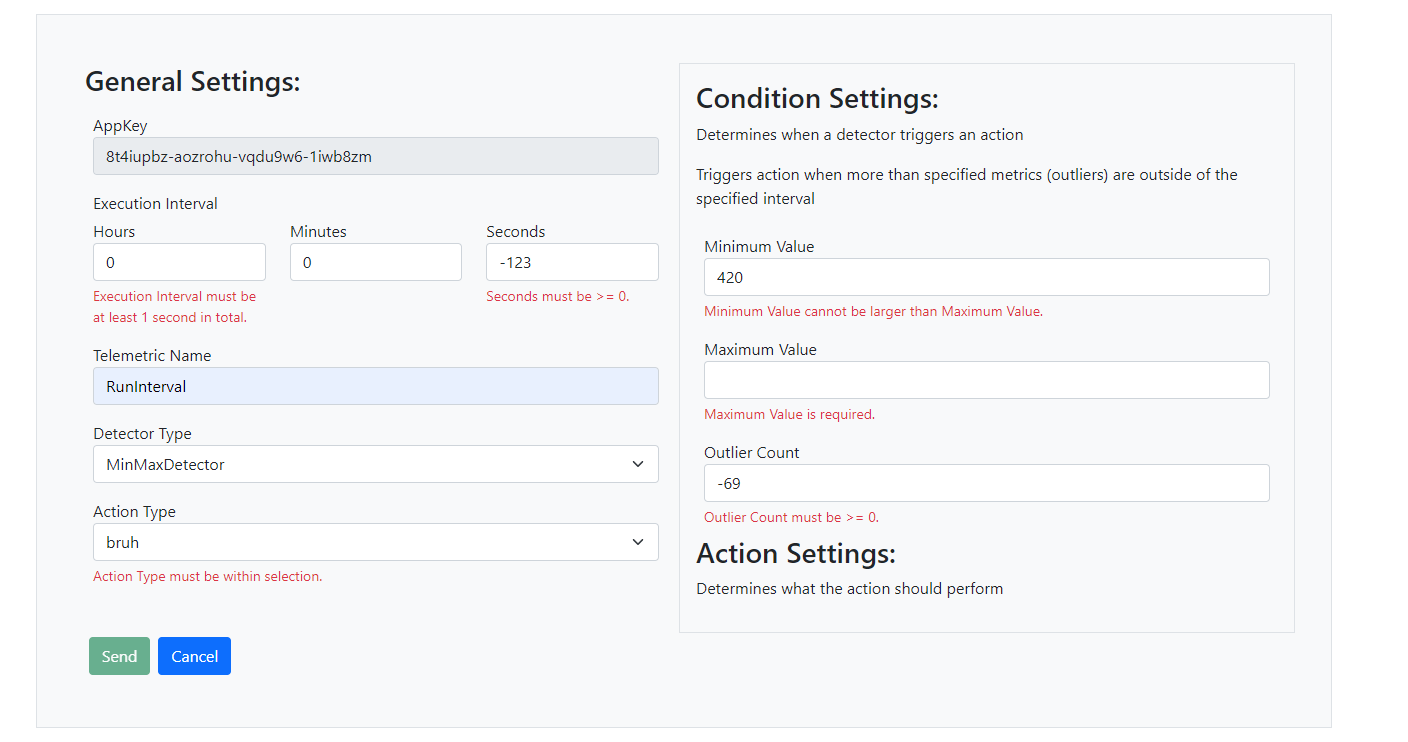 General Settings:
AppKey
8t4iupbz-aozrohu-vqdu9w6-1iwb8zm
Execution Interval
Hours
Minutes
Seconds
0
0
-123
Execution Interval must be
at least 1 second in total.
Seconds must be >= 0.
Telemetric Name
RunInterval
Detector Type
MinMaxDetector
Action Type
bruh
Action Type must be within selection.
Send
Cancel
Condition Settings:
Determines when a detector triggers an action
Triggers action when more than specified metrics (outliers) are outside of the
specified interval
Minimum Value
420
Minimum Value cannot be larger than Maximum Value.
Maximum Value
Maximum Value is required.
Outlier Count
-69
Outlier Count must be >= 0.
Action Settings:
Determines what the action should perform